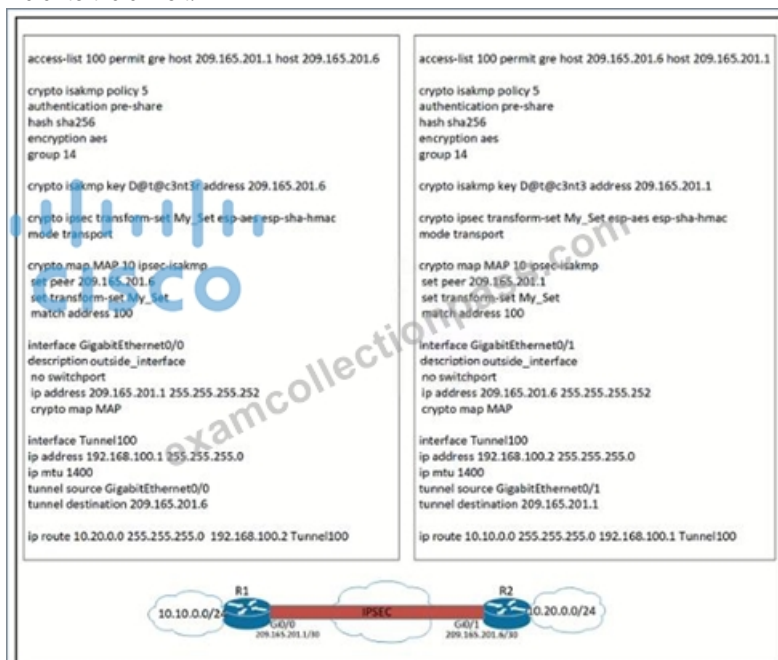 access-list 100 permit gre host 209.165.201.1 host 209.165.201.6
crypto isakmp policy 5
authentication pre-share
hash sha256
encryption aes
group 14
crypto isakmp key D@t@c3nt3r address 209.165.201.6
crypto ipsec transform-set My_Set esp-aes esp-sha-hmac
mode transport
crypto map MAP 10 ipsec-isakmp
set peer 209.165.201.6
set transform-set My_Set
match address 100
interface GigabitEthernet0/0
description outside_interface
no switchport
ip address 209.165.201.1 255.255.255.252
crypto map MAP
interface Tunnel100
ip address 192.168.100.1 255.255.255.0
ip mtu 1400
tunnel source GigabitEthernet0/0
tunnel destination 209.165.201.6
ip route 10.20.0.0 255.255.255.0 192.168.100.2 Tunnel100
access-list 100 permit gre host 209.165.201.6 host 209.165.201.1
crypto isakmp policy 5
authentication pre-share
hash sha256
encryption aes
group 14
crypto isakmp key D@t@c3nt3 address 209.165.201.1
crypto ipsec transform-set My_Set esp-aes esp-sha-hmac
mode transport
crypto map MAP 10 ipsec-isakmp
set peer 209.165.201.1
set transform-set My_Set
match address 100
interface GigabitEthernet0/1
description outside_interface
no switchport
ip address 209.165.201.6 255.255.255.252
crypto map MAP
interface Tunnel100
ip address 192.168.100.2 255.255.255.0
ip mtu 1400
tunnel source GigabitEthernet0/1
tunnel destination 209.165.201.1
ip route 10.10.0.0 255.255.255.0 192.168.100.1 Tunnel100
CISCO
examcollectionpass.com
R1
R2
10.10.0.0/24
IPSEC
10.20.0.0/24
Gi0/0
Gi0/1
209.165.201.1/30
209.165.201.6/30